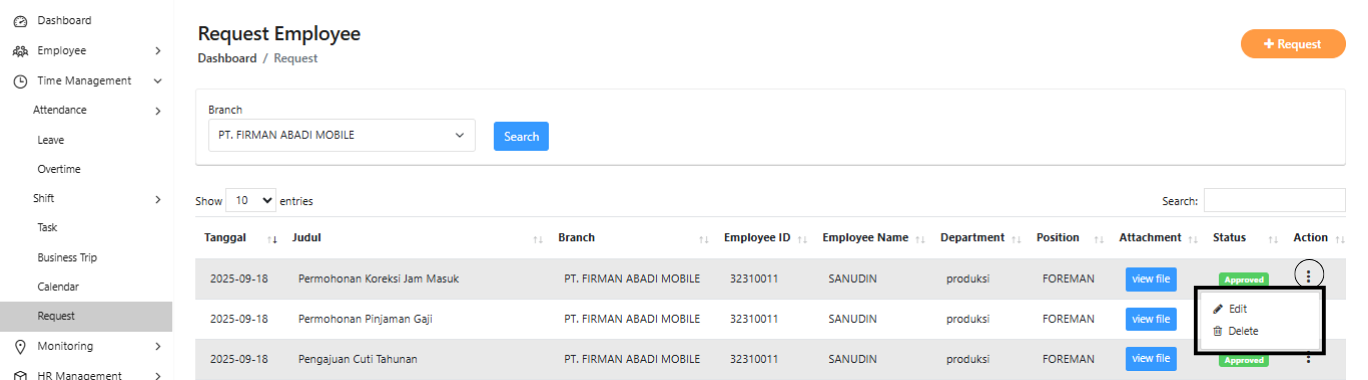 Dashboard
Employee
Time Management
Attendance
Leave
Overtime
Shift
Task
Business Trip
Calendar
Request
Monitoring
HR Management
Request Employee
Dashboard / Request
+ Request
Branch
PT. FIRMAN ABADI MOBILE
Search
Show 10 entries
Search:
Tanggal Judul Branch Employee ID Employee Name Department Position Attachment Status Action
2025-09-18 Permohonan Koreksi Jam Masuk PT. FIRMAN ABADI MOBILE 32310011 SANUDIN produksi FOREMAN view file Approved
Edit
Delete
2025-09-18 Permohonan Pinjaman Gaji PT. FIRMAN ABADI MOBILE 32310011 SANUDIN produksi FOREMAN view file
2025-09-18 Pengajuan Cuti Tahunan PT. FIRMAN ABADI MOBILE 32310011 SANUDIN produksi FOREMAN view file Approved